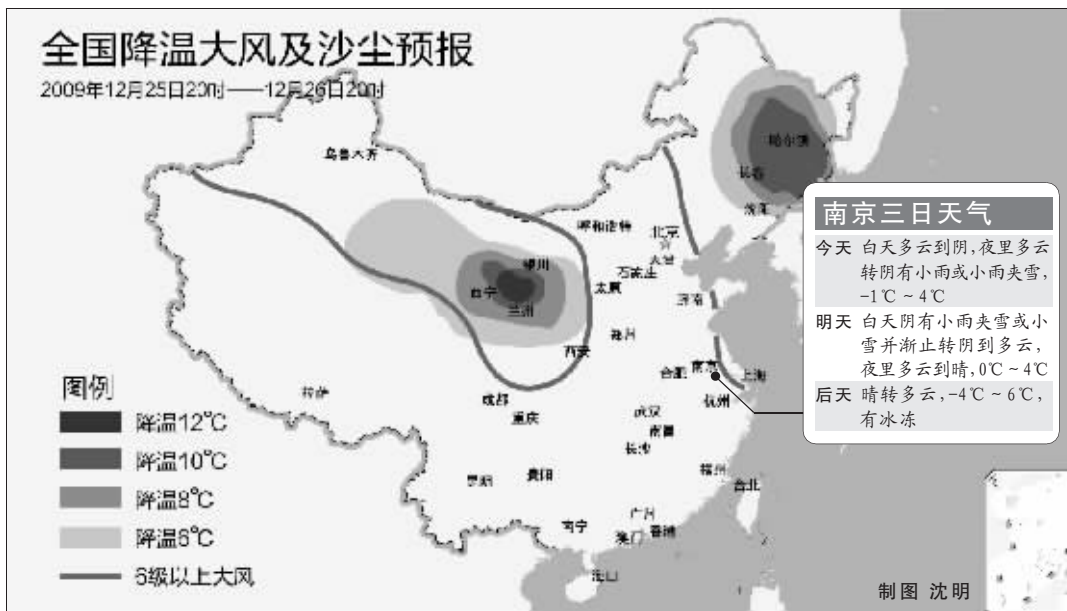 全国降温大风及沙尘预报
2009年12月25日20时——12月26日20时
乌鲁木齐
哈尔滨
长春
沈阳
呼和浩特
北京
天津
石家庄
银川
太原
济南
西宁
兰州
郑州
西安
合肥
南京
上海
杭州
成都
重庆
武汉
南昌
长沙
拉萨
昆明
贵阳
福州
台北
广州
南宁
澳门
香港
海口
图例
降温12℃
降温10℃
降温8℃
降温6℃
6级以上大风
南京三日天气
今天 白天多云到阴,夜里多云
转阴有小雨或小雨夹雪,
-1℃~4℃
明天 白天阴有小雨夹雪或小
雪并渐止转阴到多云,
夜里多云到晴,0℃~4℃
后天 晴转多云,-4℃~6℃,
有冰冻
制图 沈明